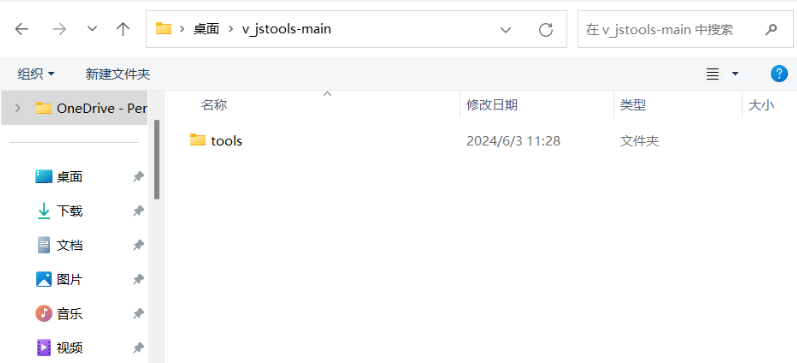 桌面 > v_jstools-main
在 v_jstools-main 中搜索
组织 新建文件夹
OneDrive - Per
名称 修改日期 类型 大小
tools 2024/6/3 11:28 文件夹
桌面
下载
文档
图片
音乐
视频